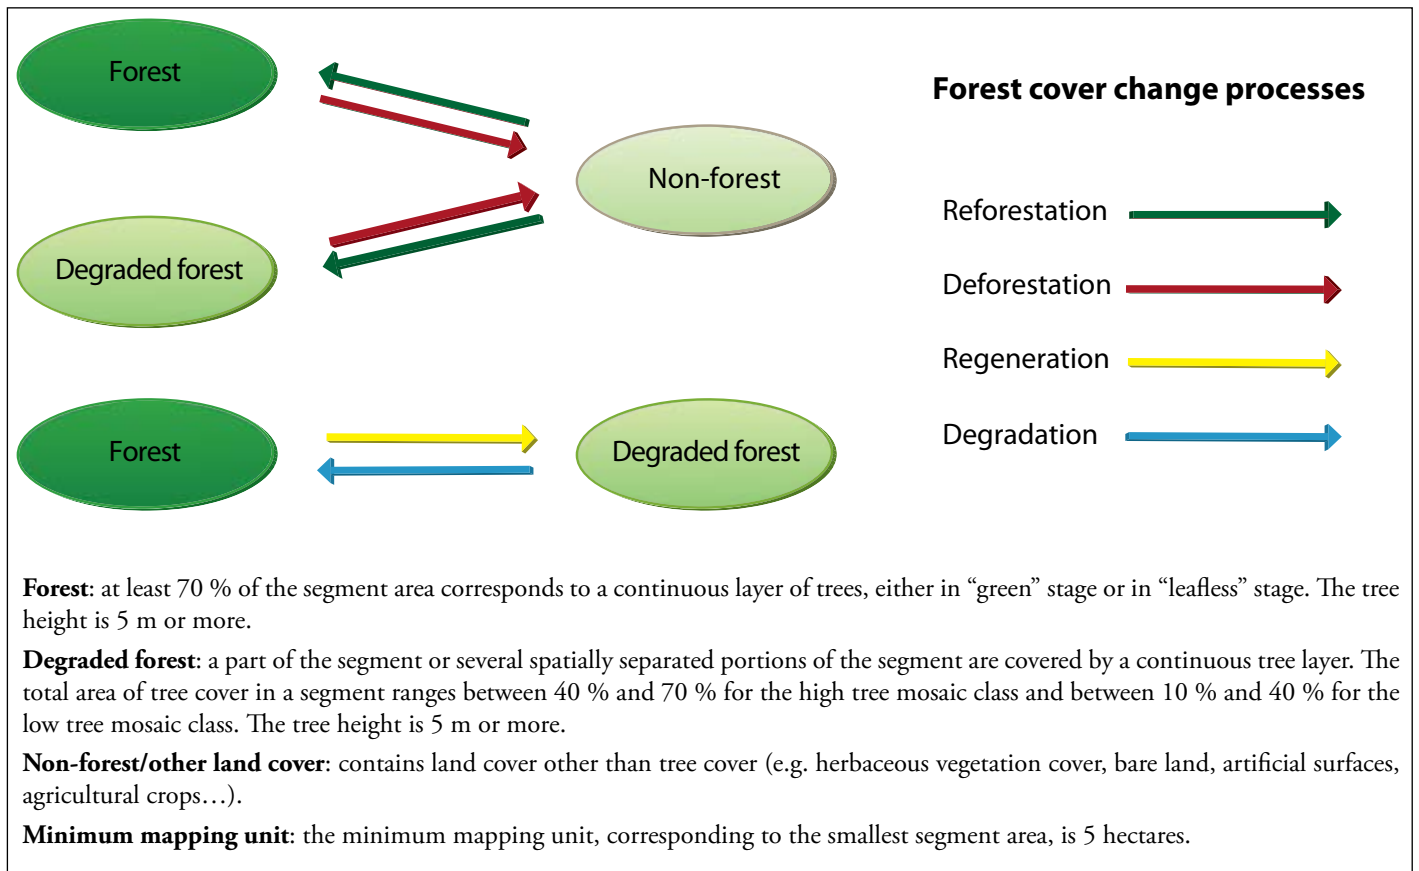 Forest
Forest cover change processes
Non-forest
Reforestation
Degraded forest
Deforestation
Regeneration
Forest
Degraded forest
Degradation
Forest: at least 70 % of the segment area corresponds to a continuous layer of trees, either in “green” stage or in “leafless” stage. The tree
height is 5 m or more.
Degraded forest: a part of the segment or several spatially separated portions of the segment are covered by a continuous tree layer. The
total area of tree cover in a segment ranges between 40 % and 70 % for the high tree mosaic class and between 10 % and 40 % for the
low tree mosaic class. The tree height is 5 m or more.
Non-forest/other land cover: contains land cover other than tree cover (e.g. herbaceous vegetation cover, bare land, artificial surfaces,
agricultural crops…).
Minimum mapping unit: the minimum mapping unit, corresponding to the smallest segment area, is 5 hectares.